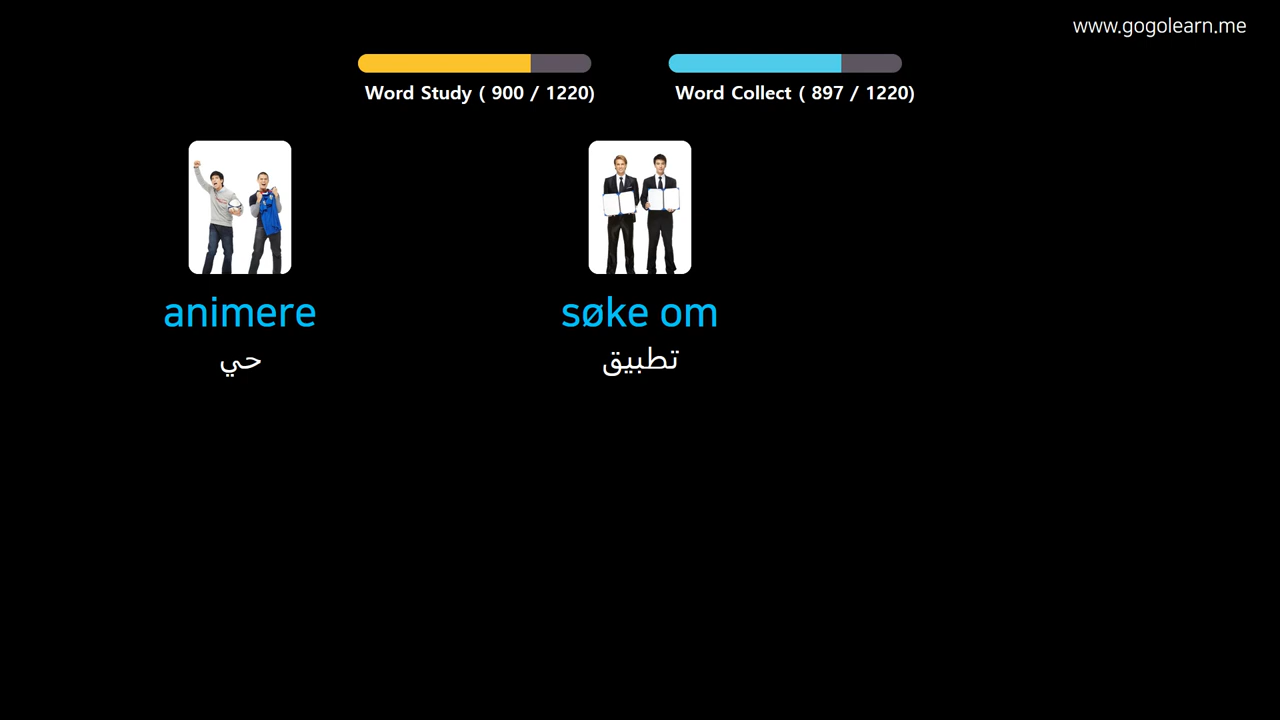 www.gogolearn.me
Word Study ( 900 / 1220)
Word Collect ( 897 / 1220)
animere
حي
søke om
تطبيق